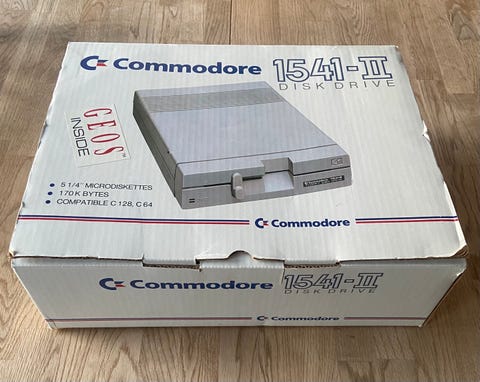 Commodore 1541-II
DISK DRIVE
GEOS™
INSIDE
• 5 1/4" MICRODISKETTES
• 170 K BYTES
• COMPATIBLE C 128, C 64
Commodore
Commodore 1541-II
DISK DRIVE
Commodore